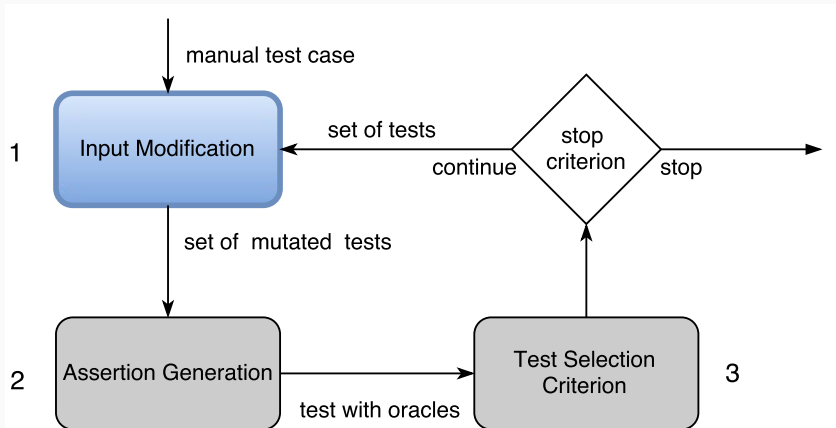 manual test case
1
Input Modification
set of tests
continue
stop
criterion
stop
set of mutated tests
2
Assertion Generation
test with oracles
Test Selection
Criterion
3